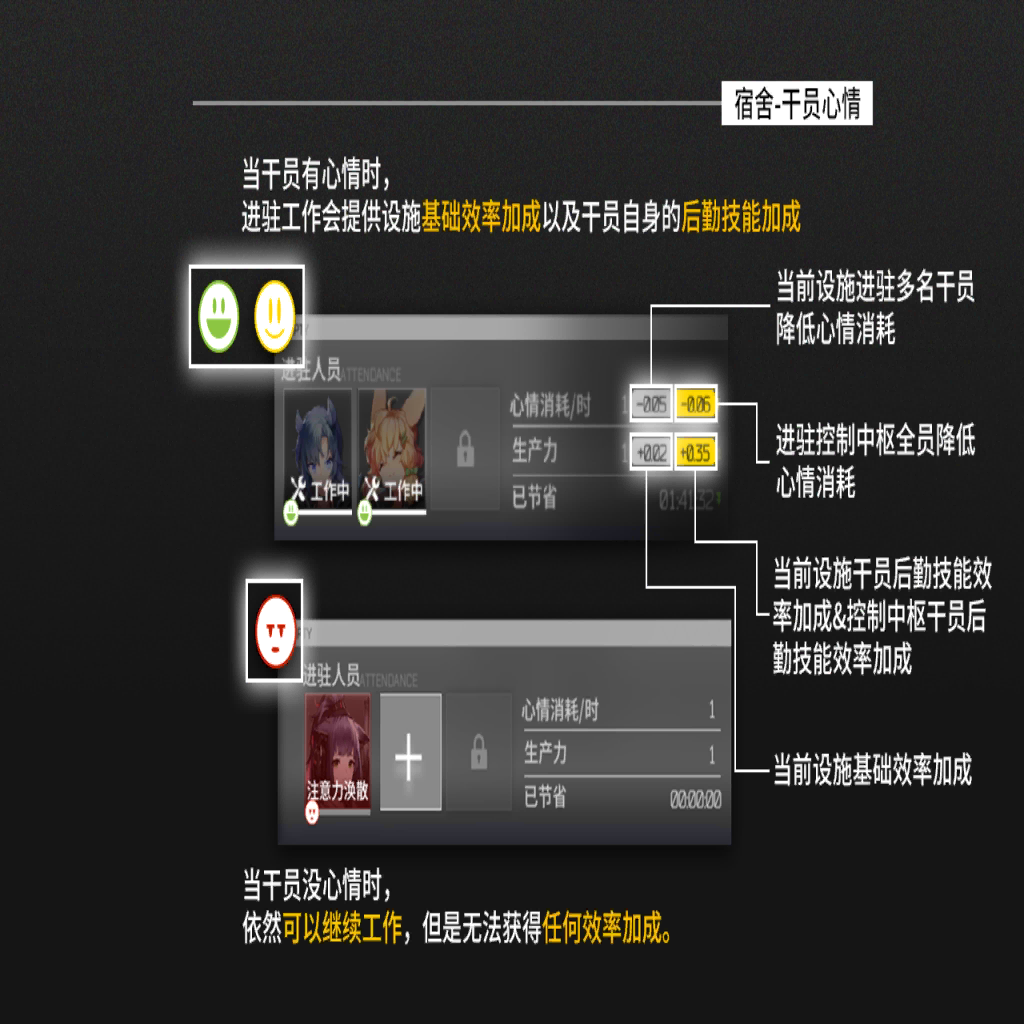 宿舍-干员心情
当干员有心情时，
进驻工作会提供设施基础效率加成以及干员自身的后勤技能加成
当前设施进驻多名干员
降低心情消耗
进驻人员
ATTENDANCE
心情消耗/时 1 -0.05 -0.06
生产力 1 +0.02 +0.35
已节省 01:41:32
工作中 工作中
进驻控制中枢全员降低
心情消耗
当前设施干员后勤技能效
率加成&控制中枢干员后
勤技能效率加成
当前设施基础效率加成
进驻人员
ATTENDANCE
心情消耗/时 1
生产力 1
已节省 00:00:00
注意力涣散
当干员没心情时，
依然可以继续工作，但是无法获得任何效率加成。